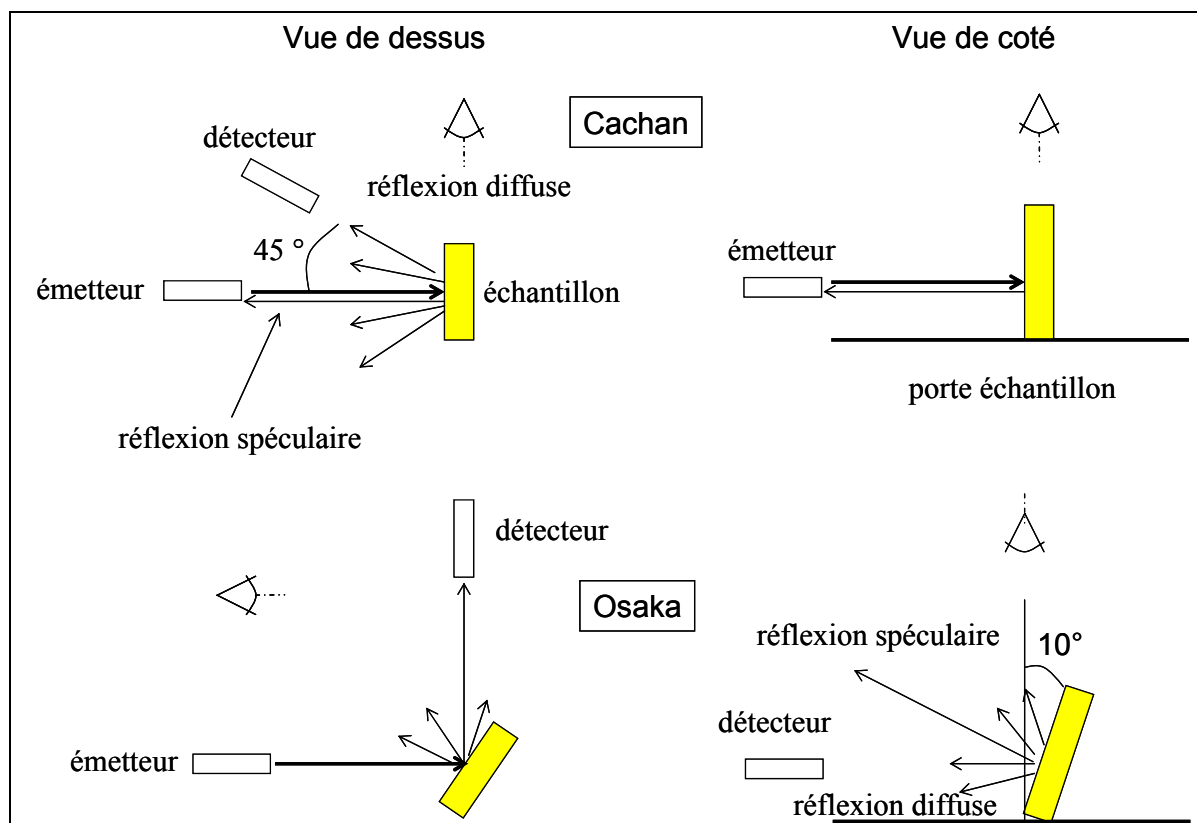 Vue de dessus
Vue de coté
Cachan
détecteur
réflexion diffuse
45 °
émetteur
échantillon
émetteur
réflexion spéculaire
porte échantillon
détecteur
Osaka
réflexion spéculaire
10°
détecteur
émetteur
réflexion diffuse